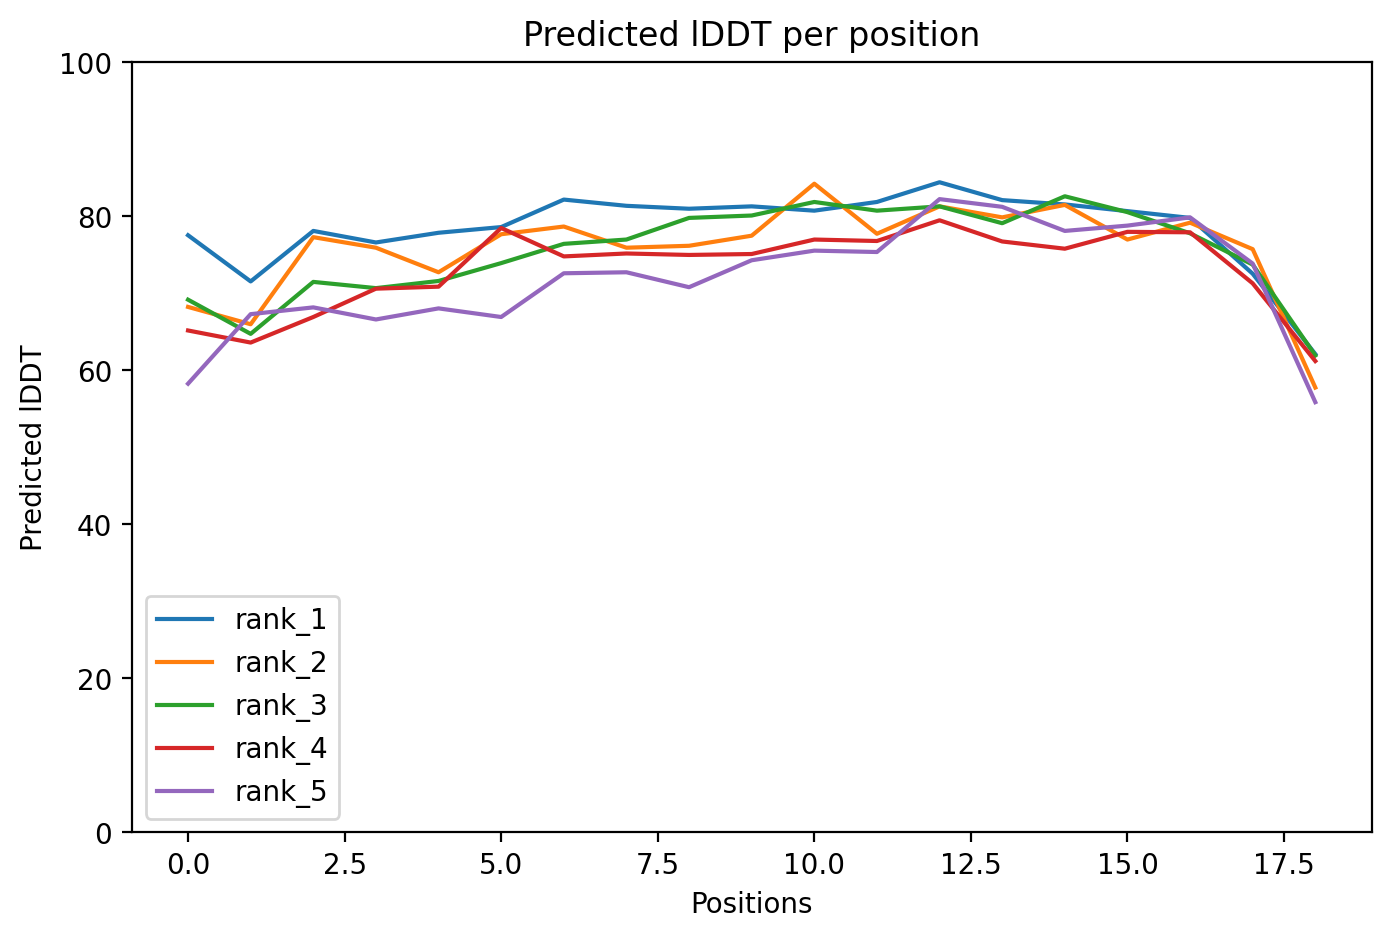 Predicted lDDT per position
100
80
60
40
20
0
Predicted lDDT
rank_1
rank_2
rank_3
rank_4
rank_5
0.0 2.5 5.0 7.5 10.0 12.5 15.0 17.5
Positions